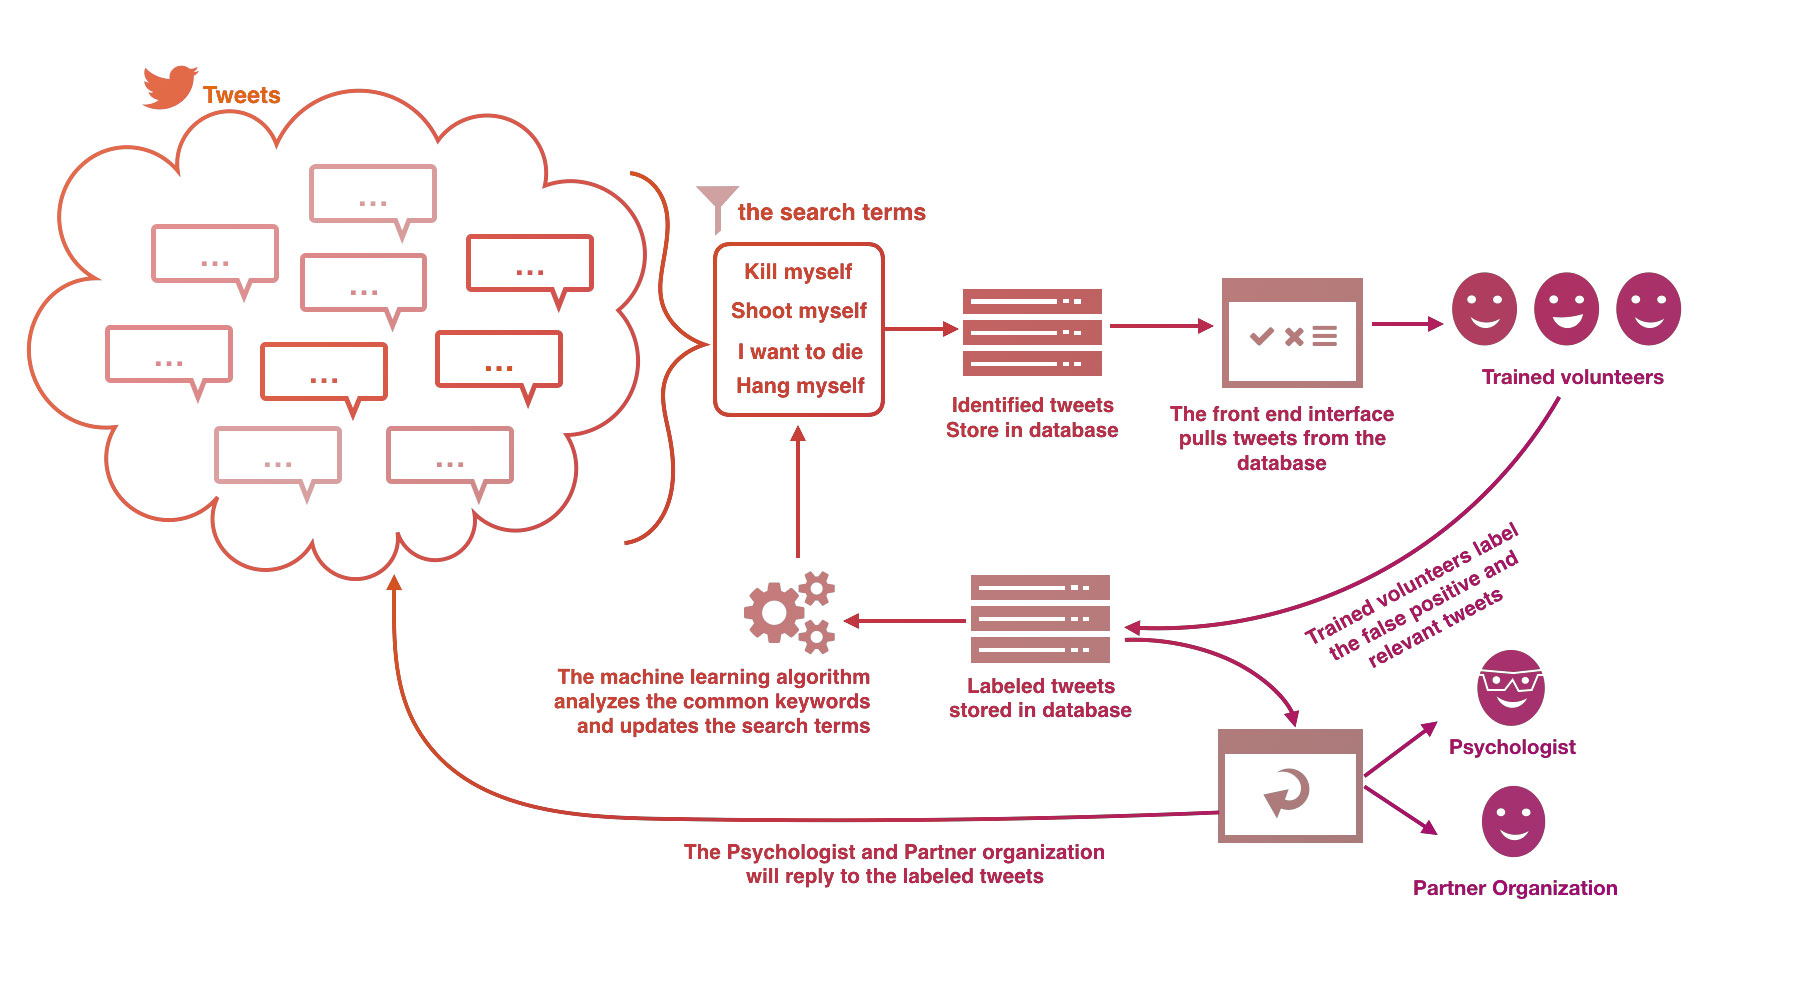 Tweets
the search terms
Kill myself
Shoot myself
I want to die
Hang myself
Identified tweets
Store in database
The front end interface
pulls tweets from the
database
Trained volunteers
Trained volunteers label
the false positive and
relevant tweets
The machine learning algorithm
analyzes the common keywords
and updates the search terms
Labeled tweets
stored in database
Psychologist
Partner Organization
The Psychologist and Partner organization
will reply to the labeled tweets